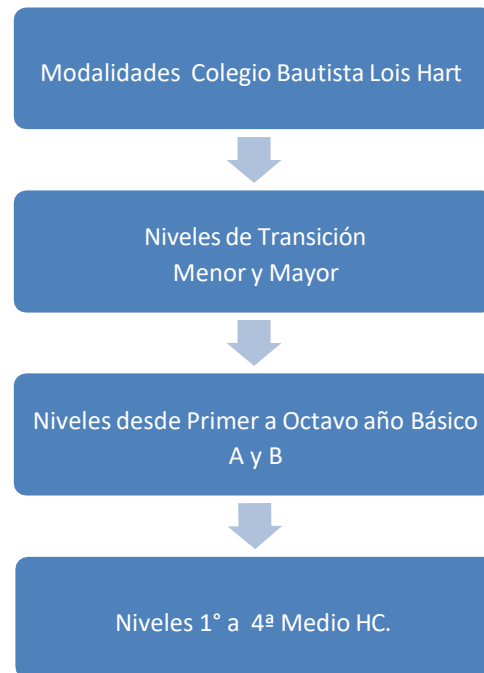 Modalidades Colegio Bautista Lois Hart
Niveles de Transición
Menor y Mayor
Niveles desde Primer a Octavo año Básico
A y B
Niveles 1° a 4ª Medio HC.